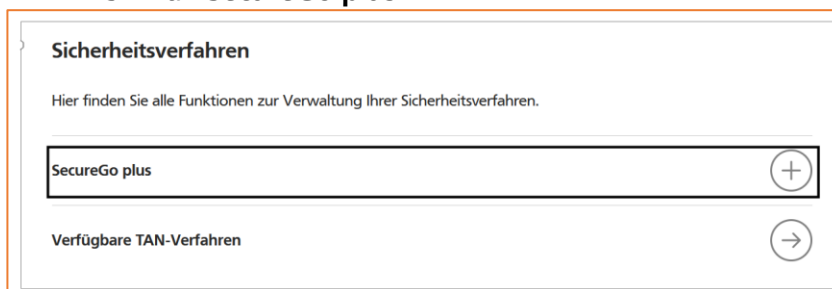 Sicherheitsverfahren
Hier finden Sie alle Funktionen zur Verwaltung Ihrer Sicherheitsverfahren.
SecureGo plus
Verfügbare TAN-Verfahren